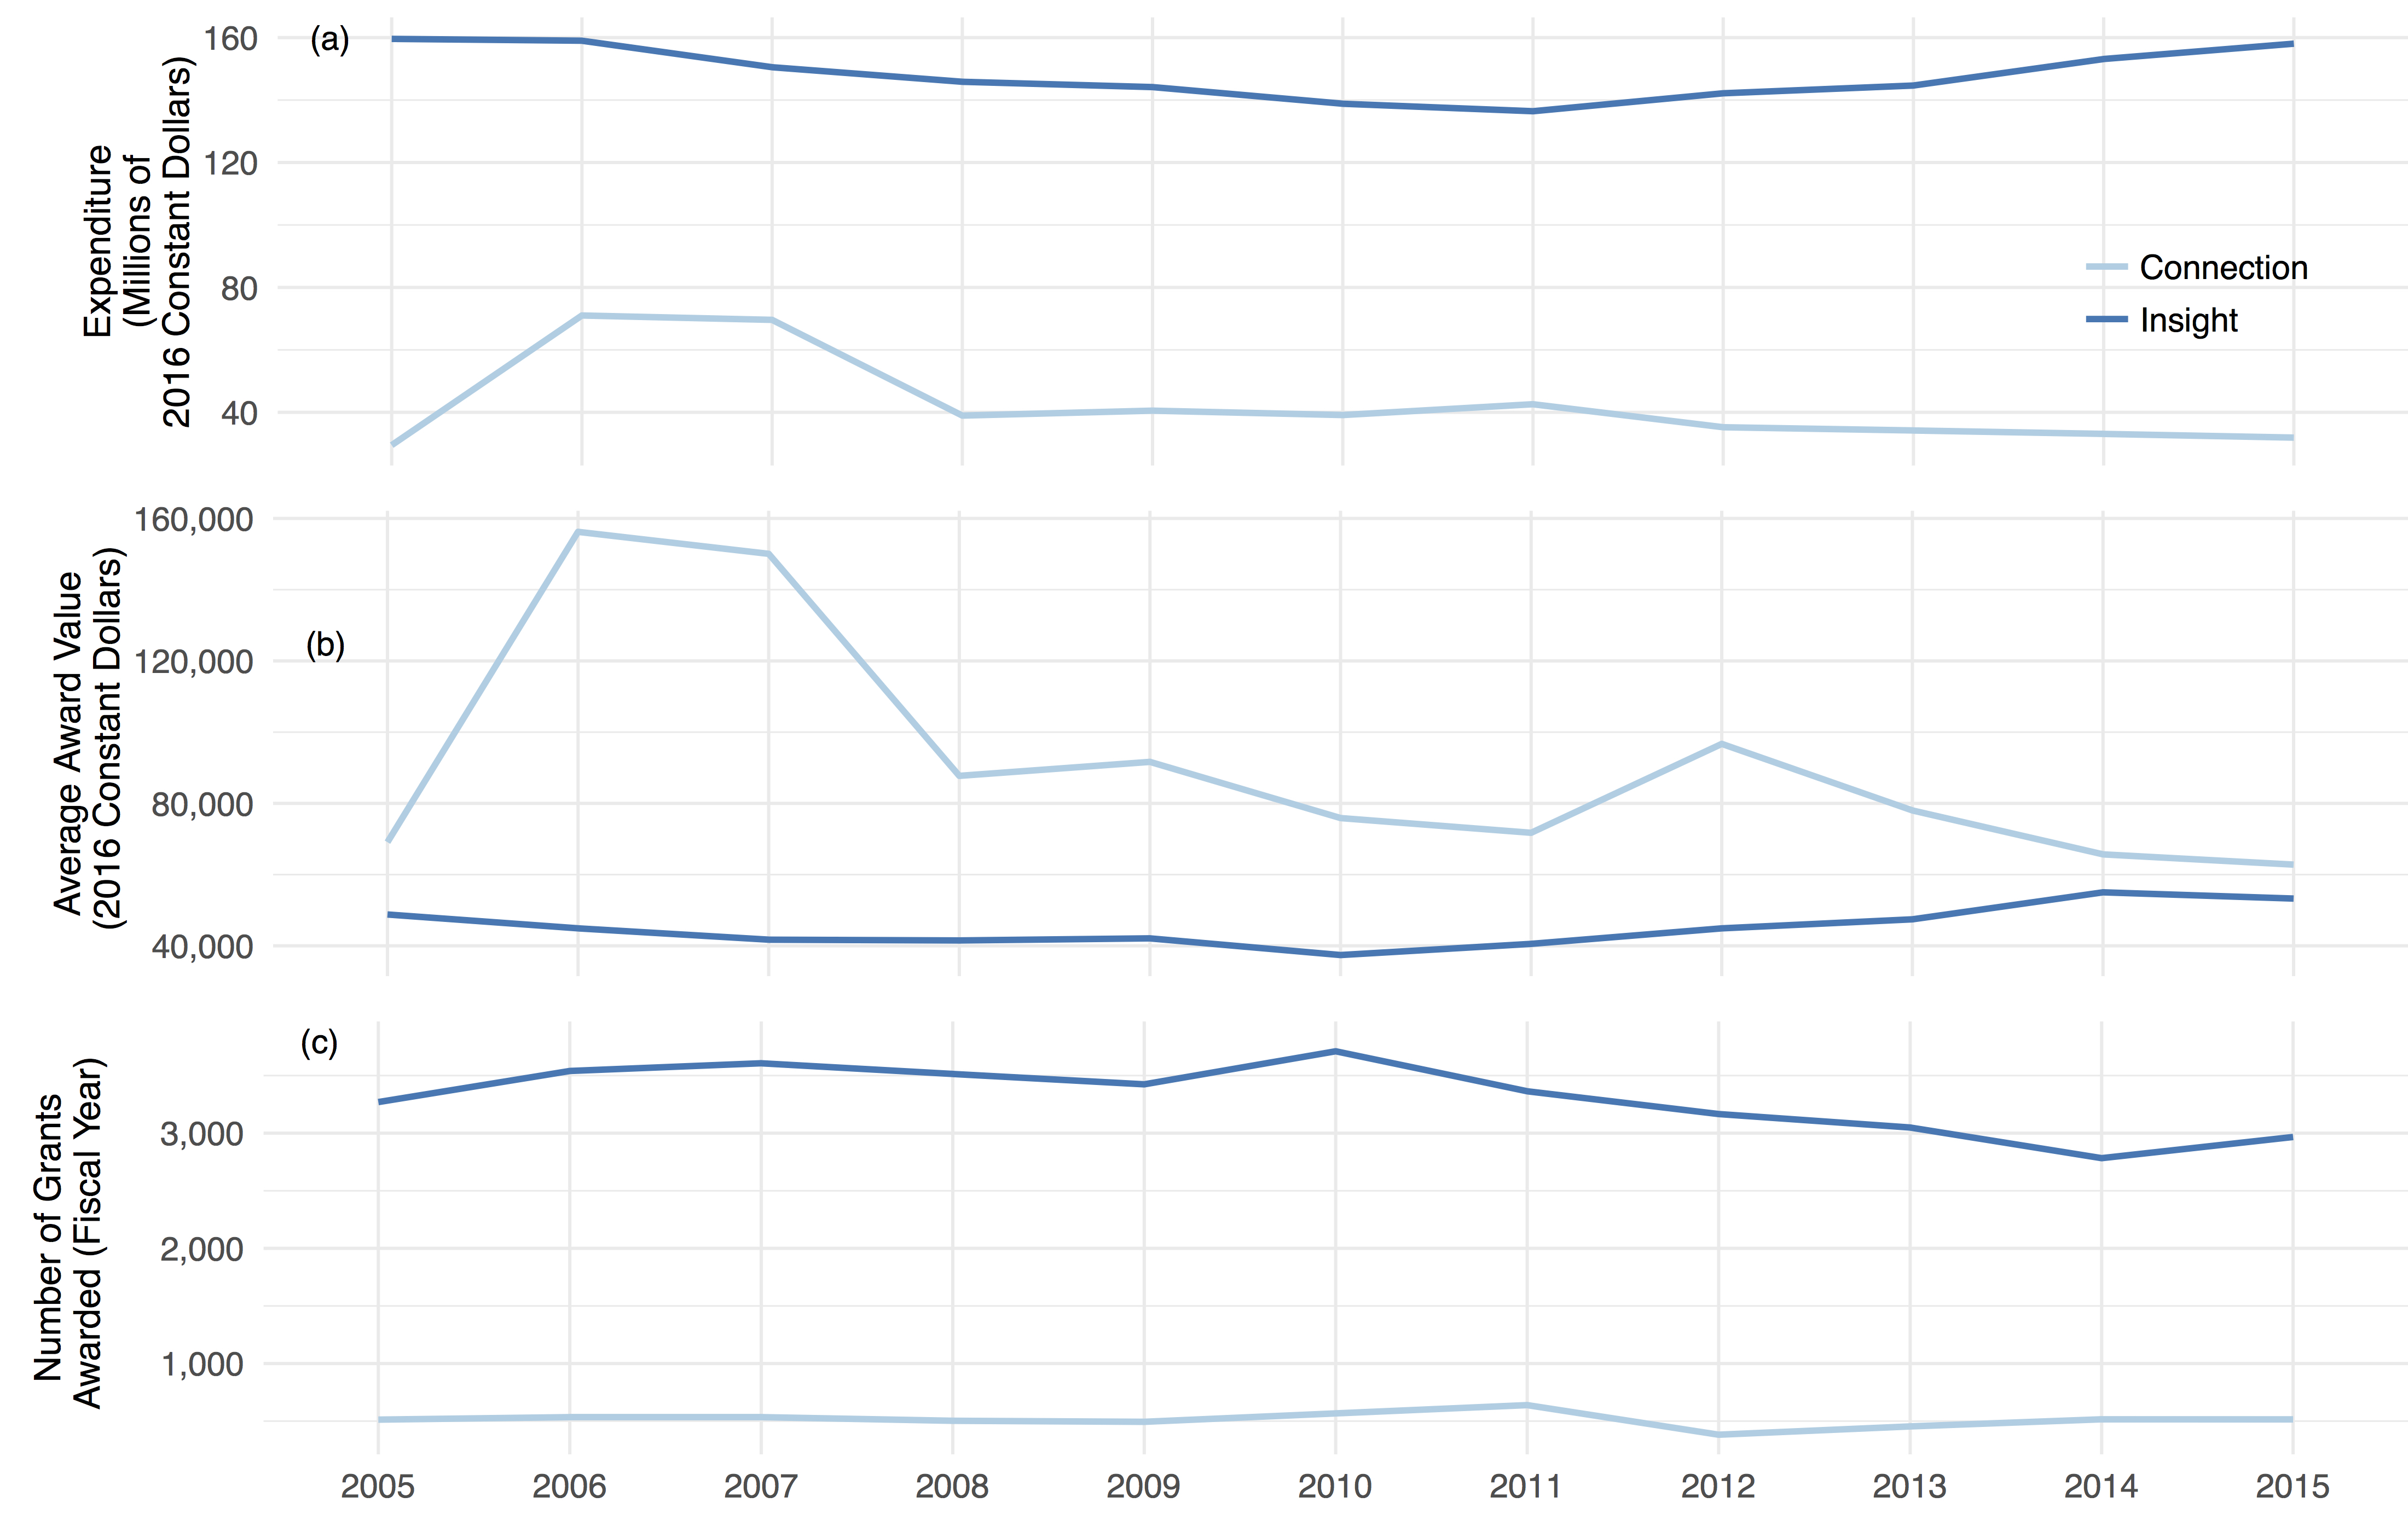 (a)
Expenditure
(Millions of
2016 Constant Dollars)
160
120
80
40
Connection
Insight
(b)
Average Award Value
(2016 Constant Dollars)
160,000
120,000
80,000
40,000
(c)
Number of Grants
Awarded (Fiscal Year)
3,000
2,000
1,000
2005 2006 2007 2008 2009 2010 2011 2012 2013 2014 2015